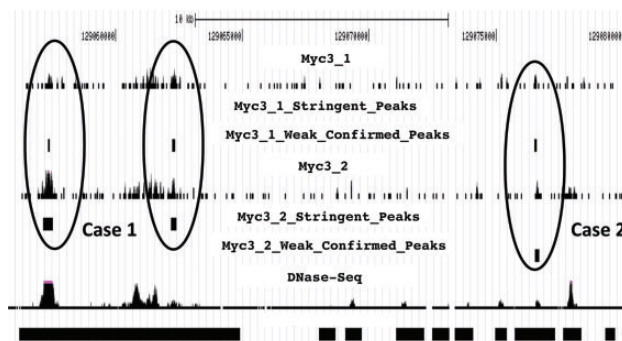 10 kb
129060000 129065000 129070000 129075000 129080000
Myc3_1
Myc3_1_Stringent_Peaks
Myc3_1_Weak_Confirmed_Peaks
Myc3_2
Myc3_2_Stringent_Peaks
Case 1
Case 2
Myc3_2_Weak_Confirmed_Peaks
DNase-Seq